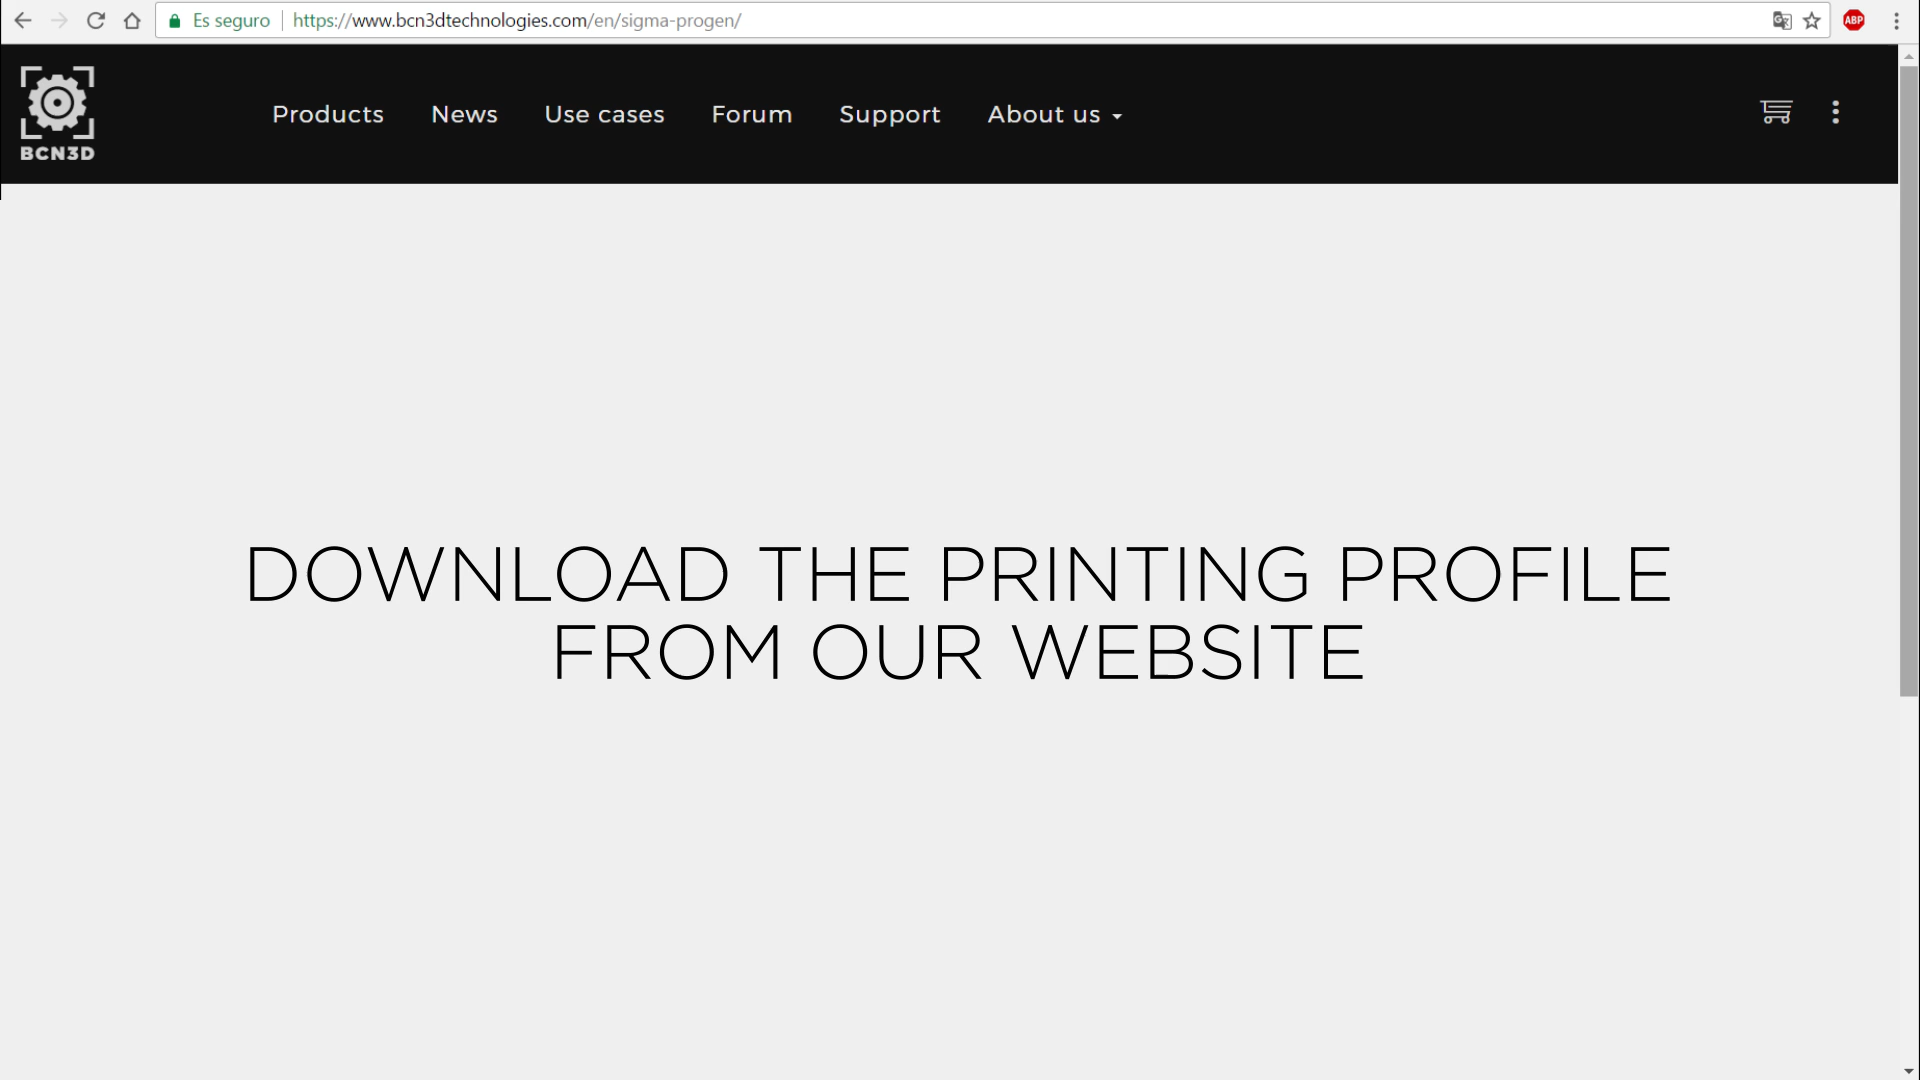 Es seguro https://www.bcn3dtechnologies.com/en/sigma-progen/
ABP
BCN3D
Products News Use cases Forum Support About us
DOWNLOAD THE PRINTING PROFILE
FROM OUR WEBSITE